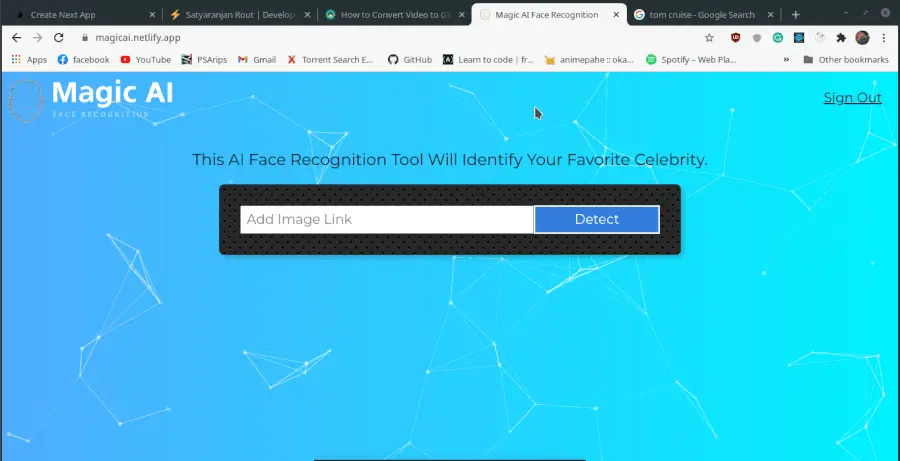 Create Next App
Satyaranjan Rout | Develop
How to Convert Video to GI
Magic AI Face Recognition
tom cruise - Google Search
magicai.netlify.app
Apps
facebook
YouTube
PSArips
Gmail
Torrent Search E...
GitHub
Learn to code | fr...
animepahe :: oka...
Spotify – Web Pla...
»
Other bookmarks
Magic AI
FACE RECOGNITION
Sign Out
This AI Face Recognition Tool Will Identify Your Favorite Celebrity.
Add Image Link
Detect